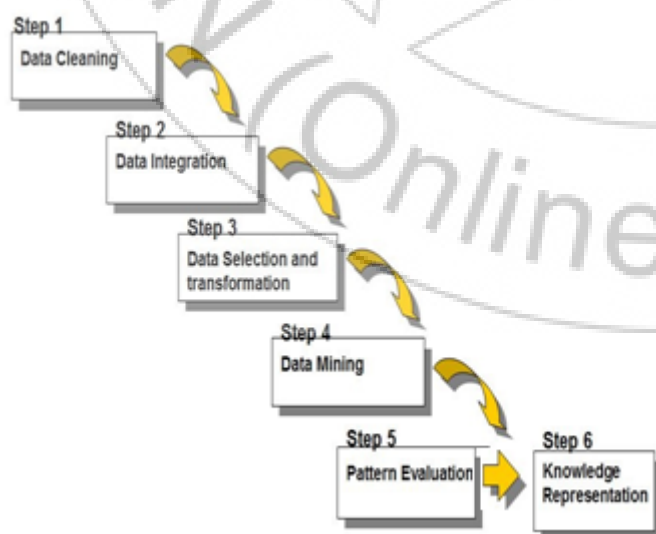 Step 1
Data Cleaning
Step 2
Data Integration
Step 3
Data Selection and
transformation
Step 4
Data Mining
Step 5
Pattern Evaluation
Step 6
Knowledge
Representation
(Online